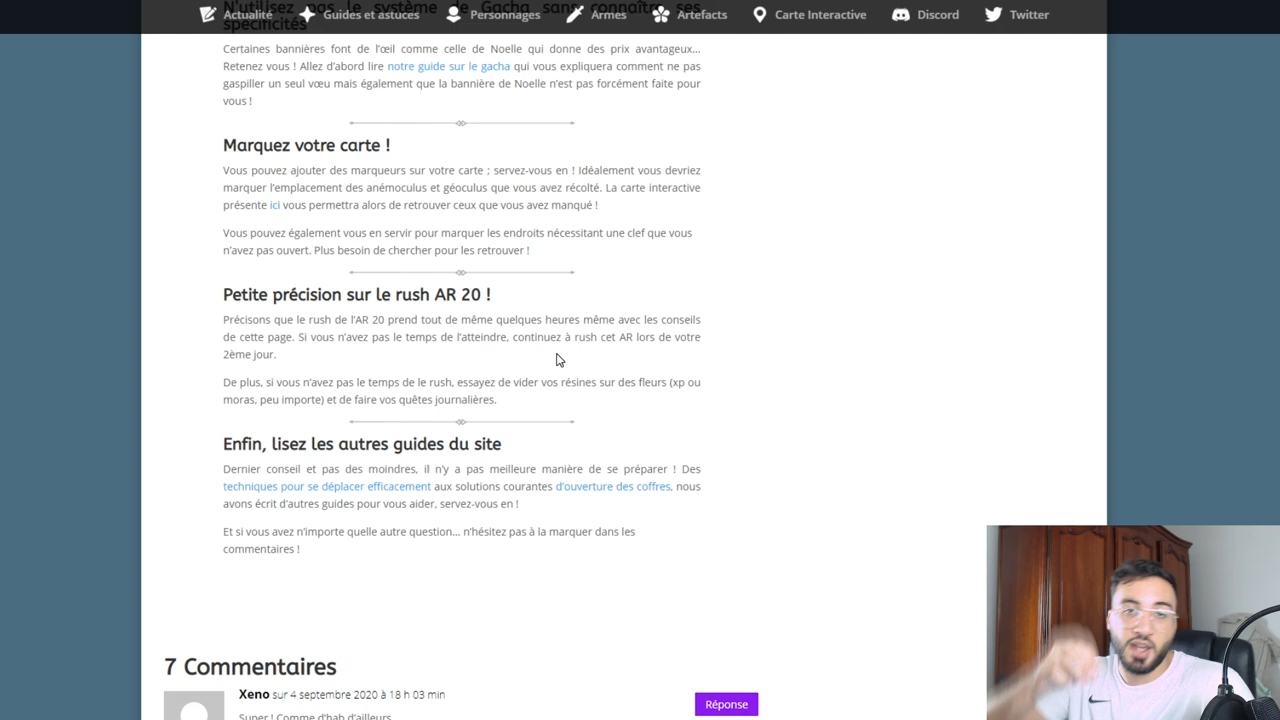 N'utilisez pas le système de Gacha sans connaître ses
spécificités
Actualité Guides et astuces Personnages Armes Artefacts Carte Interactive Discord Twitter
Certaines bannières font de l'œil comme celle de Noelle qui donne des prix avantageux…
Retenez vous ! Allez d'abord lire notre guide sur le gacha qui vous expliquera comment ne pas
gaspiller un seul vœu mais également que la bannière de Noelle n'est pas forcément faite pour
vous !
Marquez votre carte !
Vous pouvez ajouter des marqueurs sur votre carte ; servez-vous en ! Idéalement vous devriez
marquer l'emplacement des anémoculus et géoculus que vous avez récolté. La carte interactive
présente ici vous permettra alors de retrouver ceux que vous avez manqué !
Vous pouvez également vous en servir pour marquer les endroits nécessitant une clef que vous
n'avez pas ouvert. Plus besoin de chercher pour les retrouver !
Petite précision sur le rush AR 20 !
Précisons que le rush de l'AR 20 prend tout de même quelques heures même avec les conseils
de cette page. Si vous n'avez pas le temps de l'atteindre, continuez à rush cet AR lors de votre
2ème jour.
De plus, si vous n'avez pas le temps de le rush, essayez de vider vos résines sur des fleurs (xp ou
moras, peu importe) et de faire vos quêtes journalières.
Enfin, lisez les autres guides du site
Dernier conseil et pas des moindres, il n'y a pas meilleure manière de se préparer ! Des
techniques pour se déplacer efficacement aux solutions courantes d'ouverture des coffres, nous
avons écrit d'autres guides pour vous aider, servez-vous en !
Et si vous avez n'importe quelle autre question… n'hésitez pas à la marquer dans les
commentaires !
7 Commentaires
Xeno sur 4 septembre 2020 à 18 h 03 min
Réponse
Super ! Comme d'hab d'ailleurs